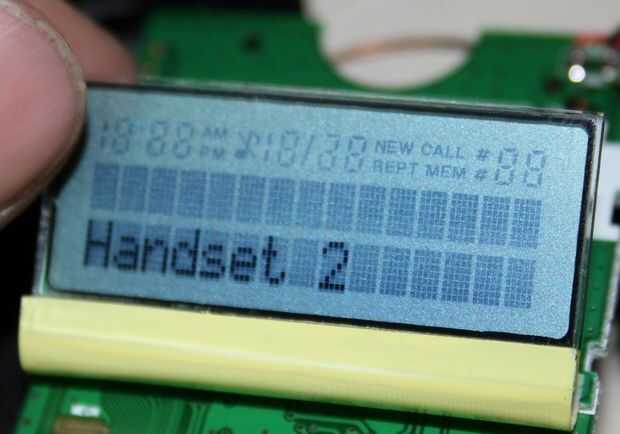 18:88 AM PM 18/38 NEW CALL # REPT MEM # 88
Handset 2